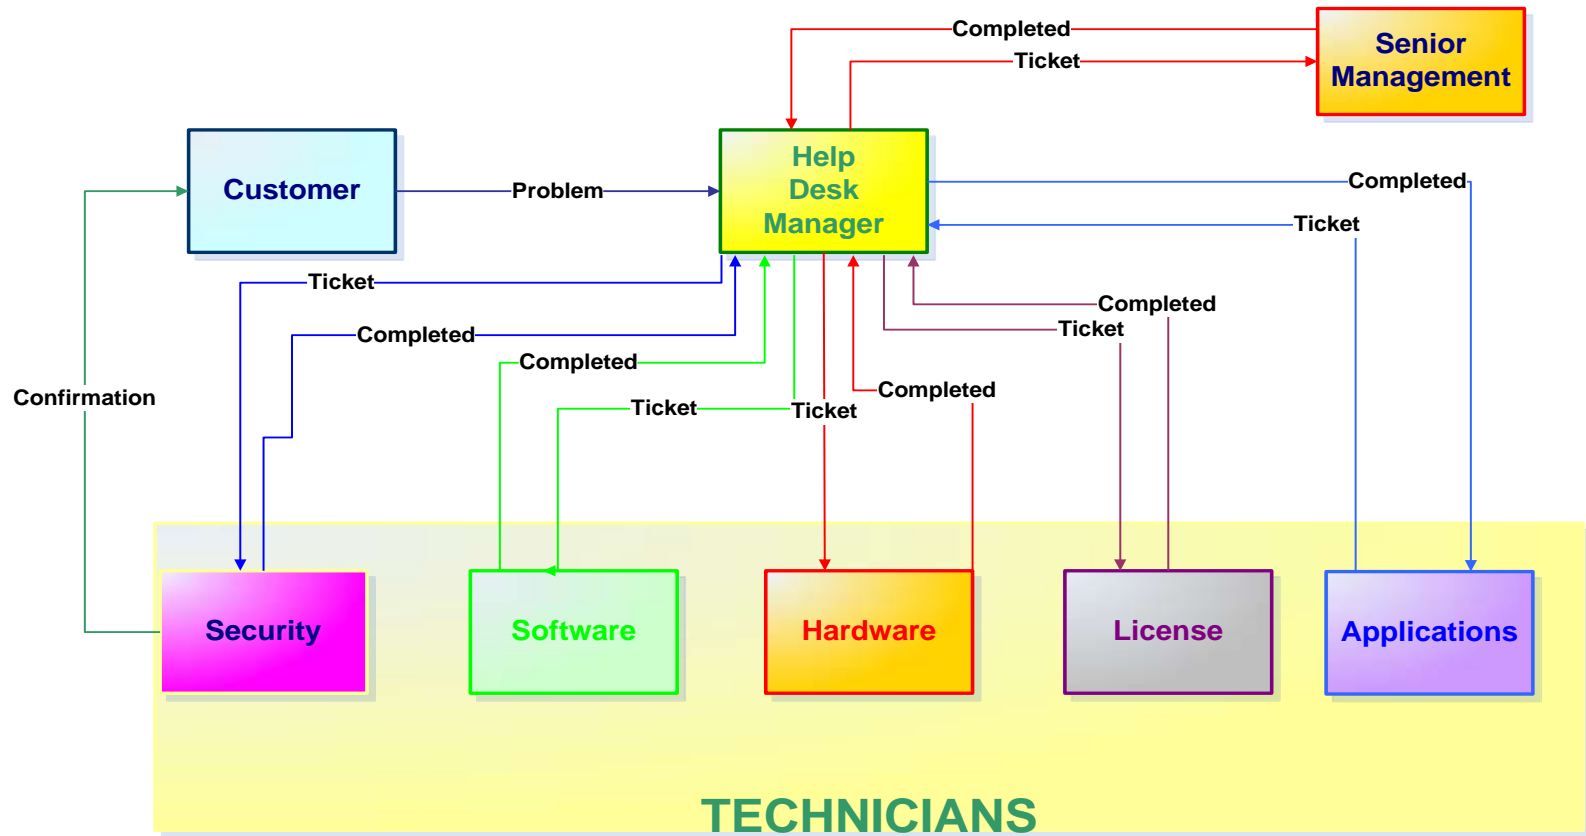 Completed
Senior
Management
Ticket
Customer
Problem
Help
Desk
Manager
Completed
Ticket
Ticket
Completed
Completed
Ticket
Completed
Confirmation
Completed
Ticket
Ticket
Security
Software
Hardware
License
Applications
TECHNICIANS